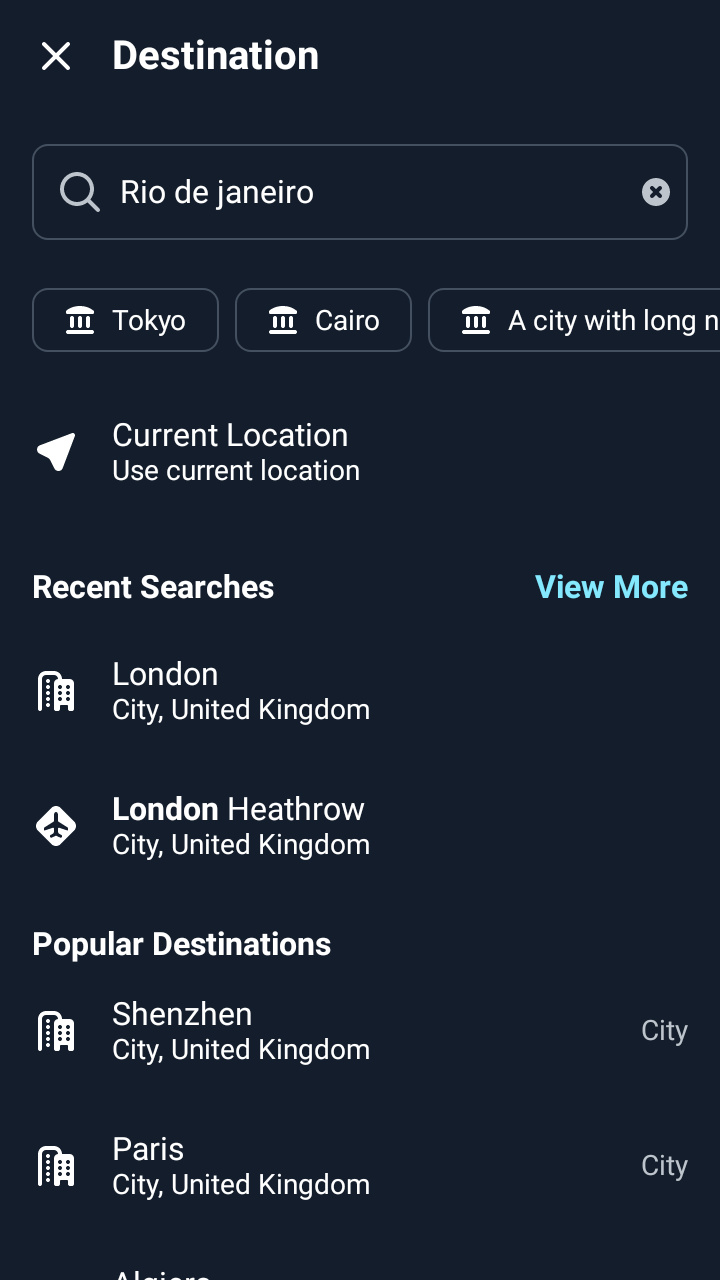 Destination
Rio de janeiro
Tokyo
Cairo
A city with long n
Current Location
Use current location
Recent Searches
View More
London
City, United Kingdom
London Heathrow
City, United Kingdom
Popular Destinations
Shenzhen
City, United Kingdom
City
Paris
City, United Kingdom
City